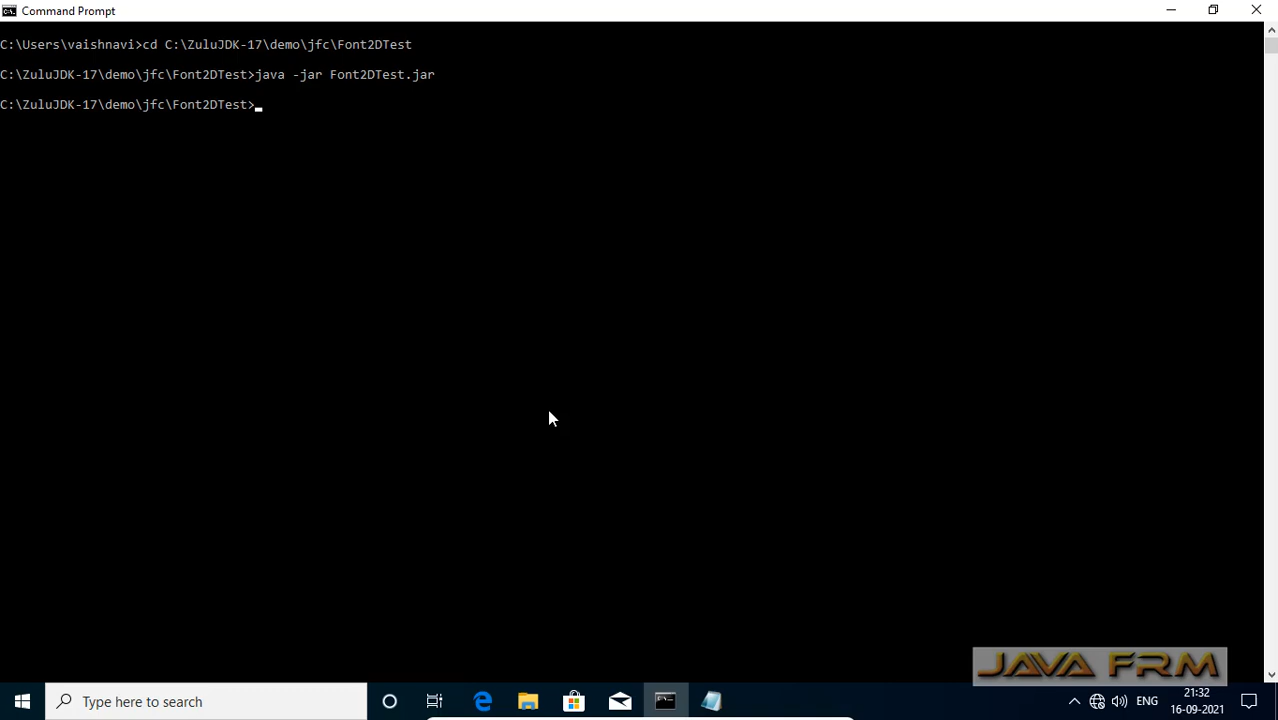 Command Prompt
C:\Users\vaishnavi>cd C:\ZuluJDK-17\demo\jfc\Font2DTest
C:\ZuluJDK-17\demo\jfc\Font2DTest>java -jar Font2DTest.jar
C:\ZuluJDK-17\demo\jfc\Font2DTest>
JAVA FRM
Type here to search
ENG
21:32
16-09-2021